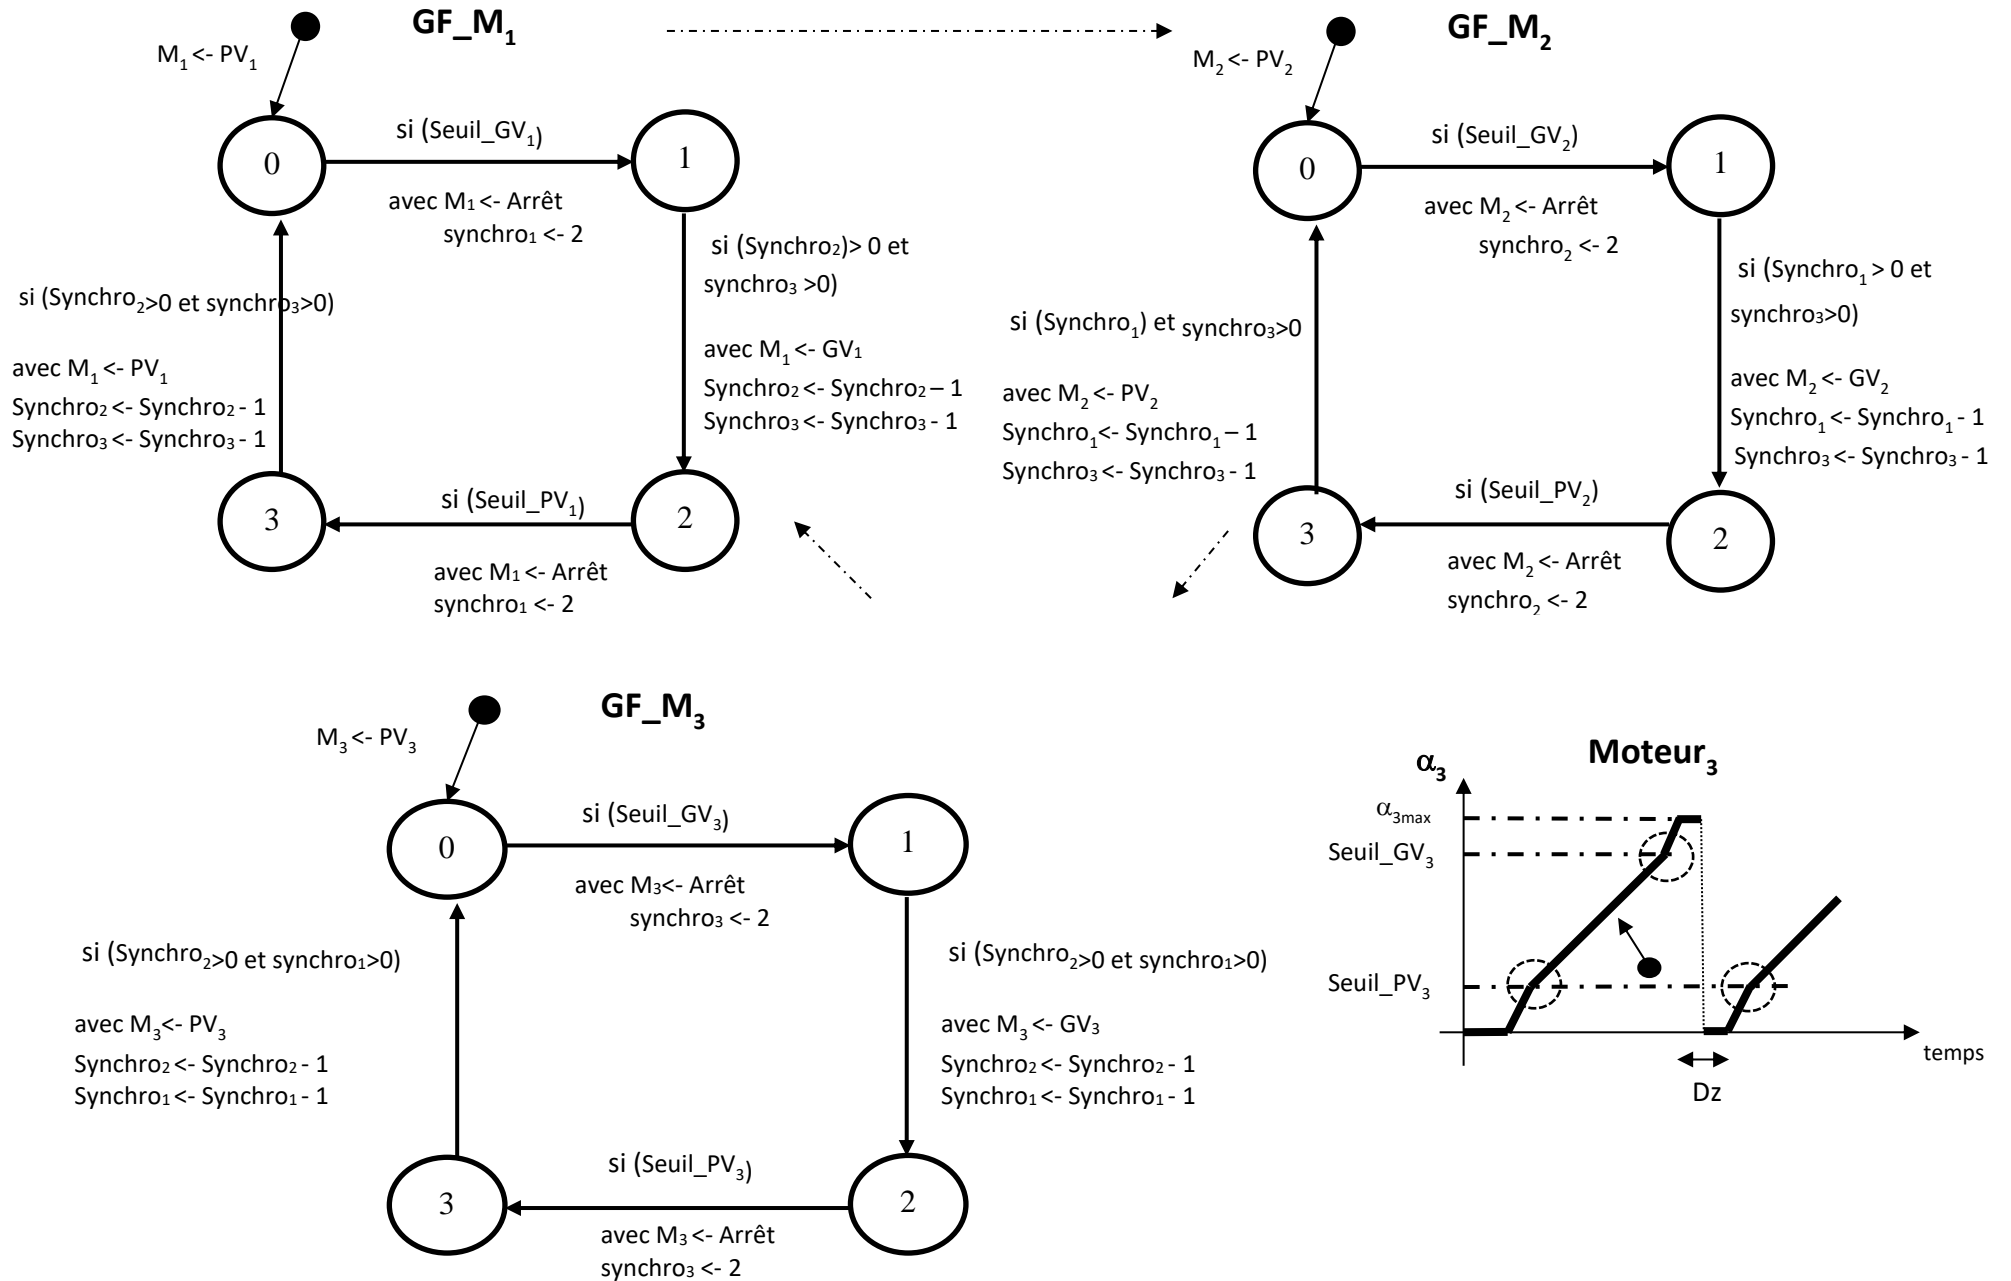 GF_M1
M1 <- PV1
0
si (Seuil_GV1)
avec M1 <- Arrêt
synchro1 <- 2
1
si (Synchro2)> 0 et
synchro3 >0)
avec M1 <- GV1
Synchro2 <- Synchro2 – 1
Synchro3 <- Synchro3 - 1
2
si (Seuil_PV1)
avec M1 <- Arrêt
synchro1 <- 2
3
si (Synchro2>0 et synchro3>0)
avec M1 <- PV1
Synchro2 <- Synchro2 - 1
Synchro3 <- Synchro3 - 1
GF_M2
M2 <- PV2
0
si (Seuil_GV2)
avec M2 <- Arrêt
synchro2 <- 2
1
si (Synchro1 > 0 et
synchro3>0)
avec M2 <- GV2
Synchro1 <- Synchro1 - 1
Synchro3 <- Synchro3 - 1
2
si (Seuil_PV2)
avec M2 <- Arrêt
synchro2 <- 2
3
si (Synchro1) et synchro3>0
avec M2 <- PV2
Synchro1 <- Synchro1 – 1
Synchro3 <- Synchro3 - 1
GF_M3
M3 <- PV3
0
si (Seuil_GV3)
avec M3<- Arrêt
synchro3 <- 2
1
si (Synchro2>0 et synchro1>0)
avec M3 <- GV3
Synchro2 <- Synchro2 - 1
Synchro1 <- Synchro1 - 1
2
si (Seuil_PV3)
avec M3 <- Arrêt
synchro3 <- 2
3
si (Synchro2>0 et synchro1>0)
avec M3<- PV3
Synchro2 <- Synchro2 - 1
Synchro1 <- Synchro1 - 1
Moteur3
α3
α3max
Seuil_GV3
Seuil_PV3
temps
Dz